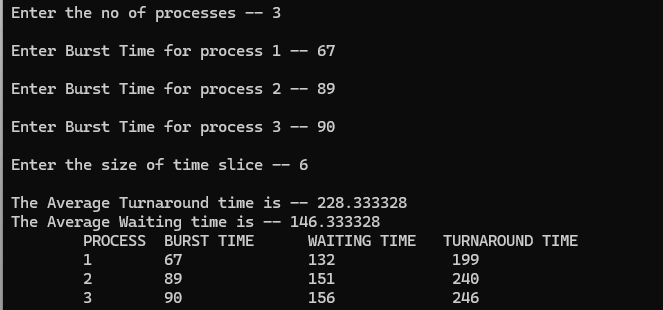 Enter the no of processes -- 3
Enter Burst Time for process 1 -- 67
Enter Burst Time for process 2 -- 89
Enter Burst Time for process 3 -- 90
Enter the size of time slice -- 6
The Average Turnaround time is -- 228.333328
The Average Waiting time is -- 146.333328
PROCESS BURST TIME WAITING TIME TURNAROUND TIME
1 67 132 199
2 89 151 240
3 90 156 246